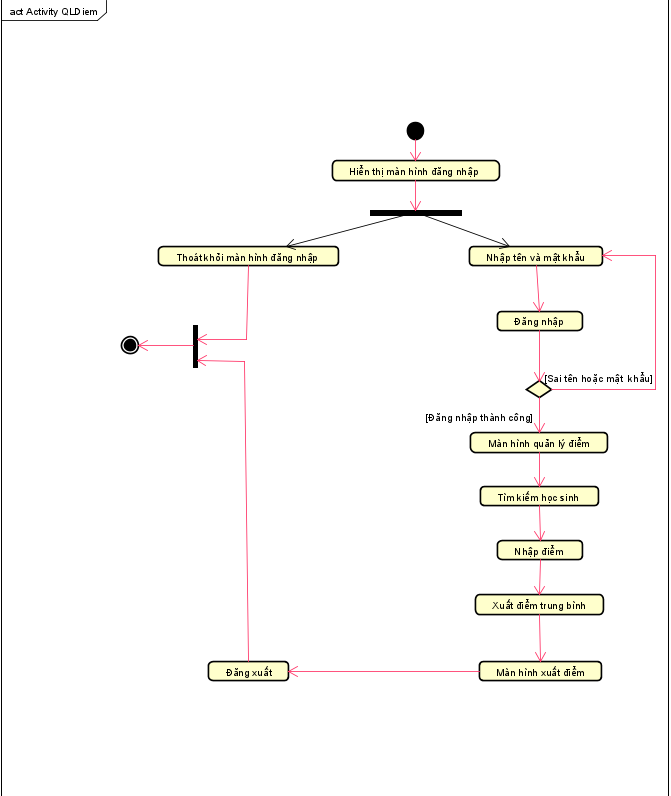 act Activity QLDiem
Hiển thị màn hình đăng nhập
Thoát khỏi màn hình đăng nhập
Nhập tên và mật khẩu
Đăng nhập
[Sai tên hoặc mật khẩu]
[Đăng nhập thành công]
Màn hình quản lý điểm
Tìm kiếm học sinh
Nhập điểm
Xuất điểm trung bình
Đăng xuất
Màn hình xuất điểm